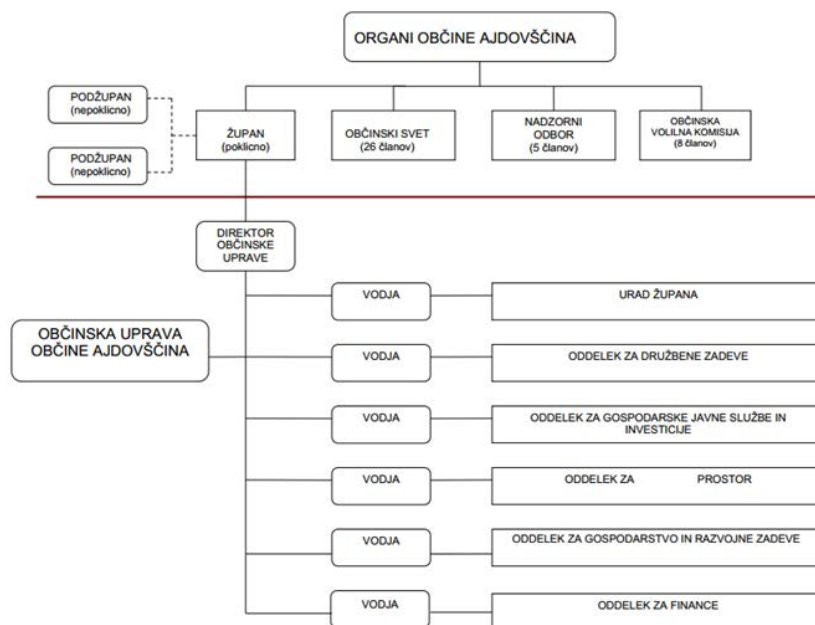 ORGANI OBČINE AJDOVŠČINA
PODŽUPAN
(nepoklicno)
PODŽUPAN
(nepoklicno)
ŽUPAN
(poklicno)
OBČINSKI SVET
(26 članov)
NADZORNI
ODBOR
(5 članov)
OBČINSKA
VOLILNA KOMISIJA
(8 članov)
DIREKTOR
OBČINSKE
UPRAVE
OBČINSKA UPRAVA
OBČINE AJDOVŠČINA
VODJA
URAD ŽUPANA
VODJA
ODDELEK ZA DRUŽBENE ZADEVE
VODJA
ODDELEK ZA GOSPODARSKE JAVNE SLUŽBE IN
INVESTICIJE
VODJA
ODDELEK ZA PROSTOR
VODJA
ODDELEK ZA GOSPODARSTVO IN RAZVOJNE ZADEVE
VODJA
ODDELEK ZA FINANCE